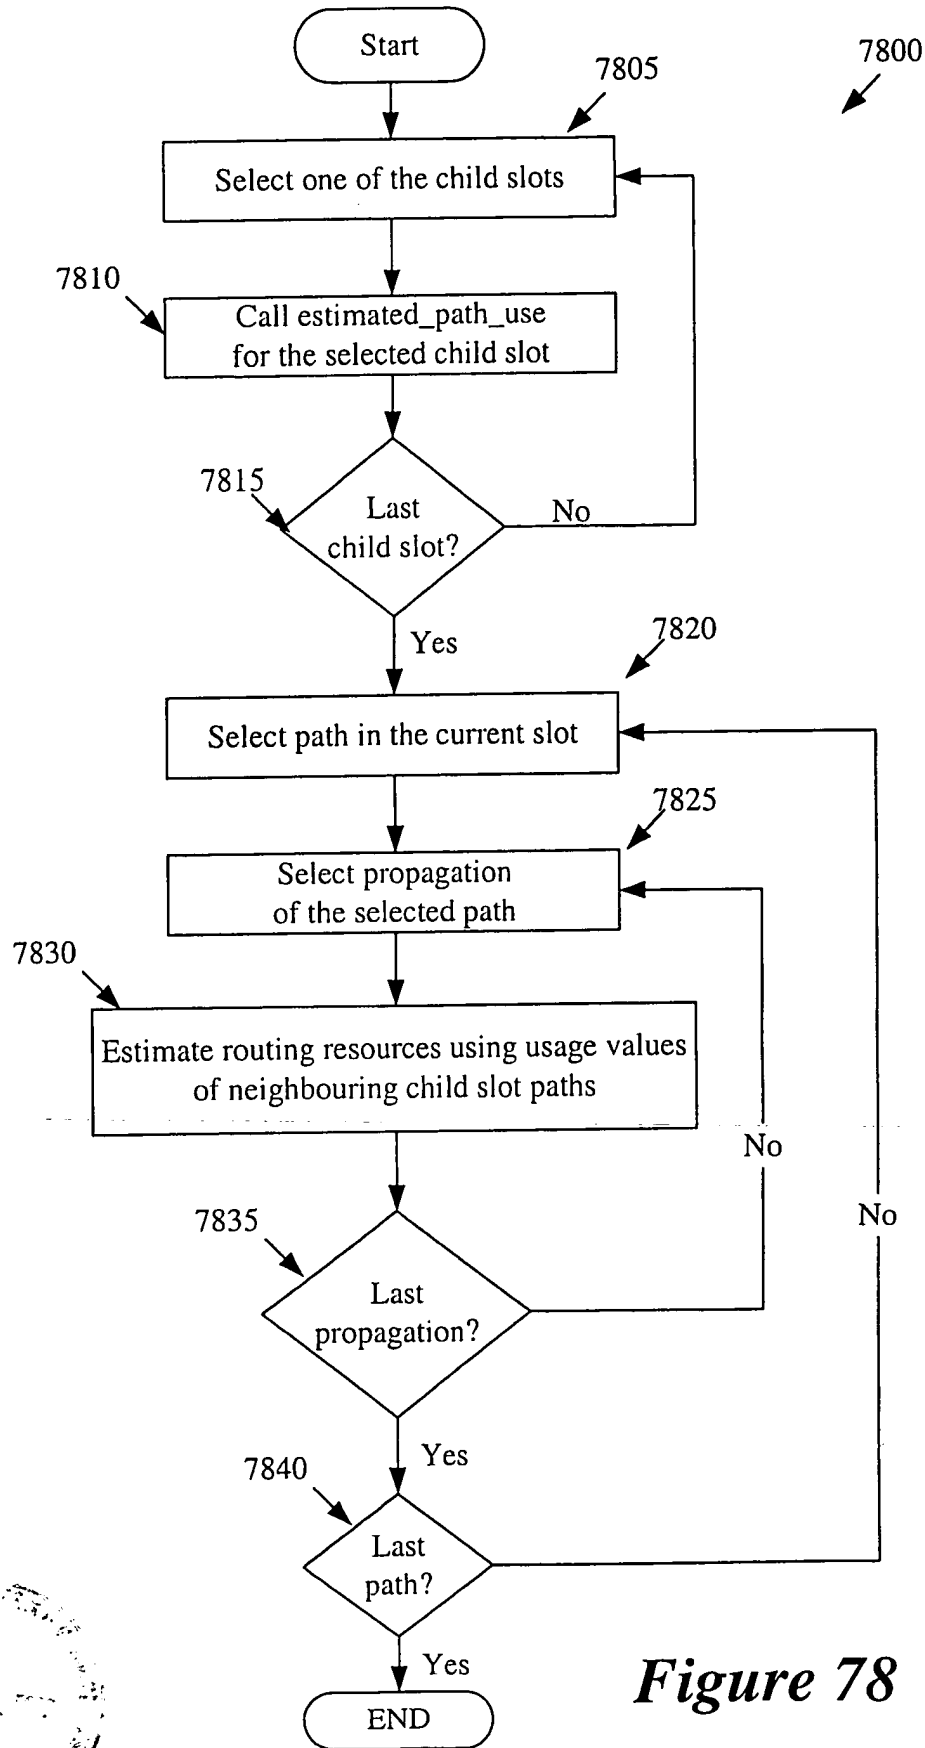 Start
7800
7805
Select one of the child slots
7810
Call estimated_path_use
for the selected child slot
7815
Last
child slot?
No
Yes
7820
Select path in the current slot
7825
Select propagation
of the selected path
7830
Estimate routing resources using usage values
of neighbouring child slot paths
No
No
7835
Last
propagation?
Yes
7840
Last
path?
Yes
END
Figure 78